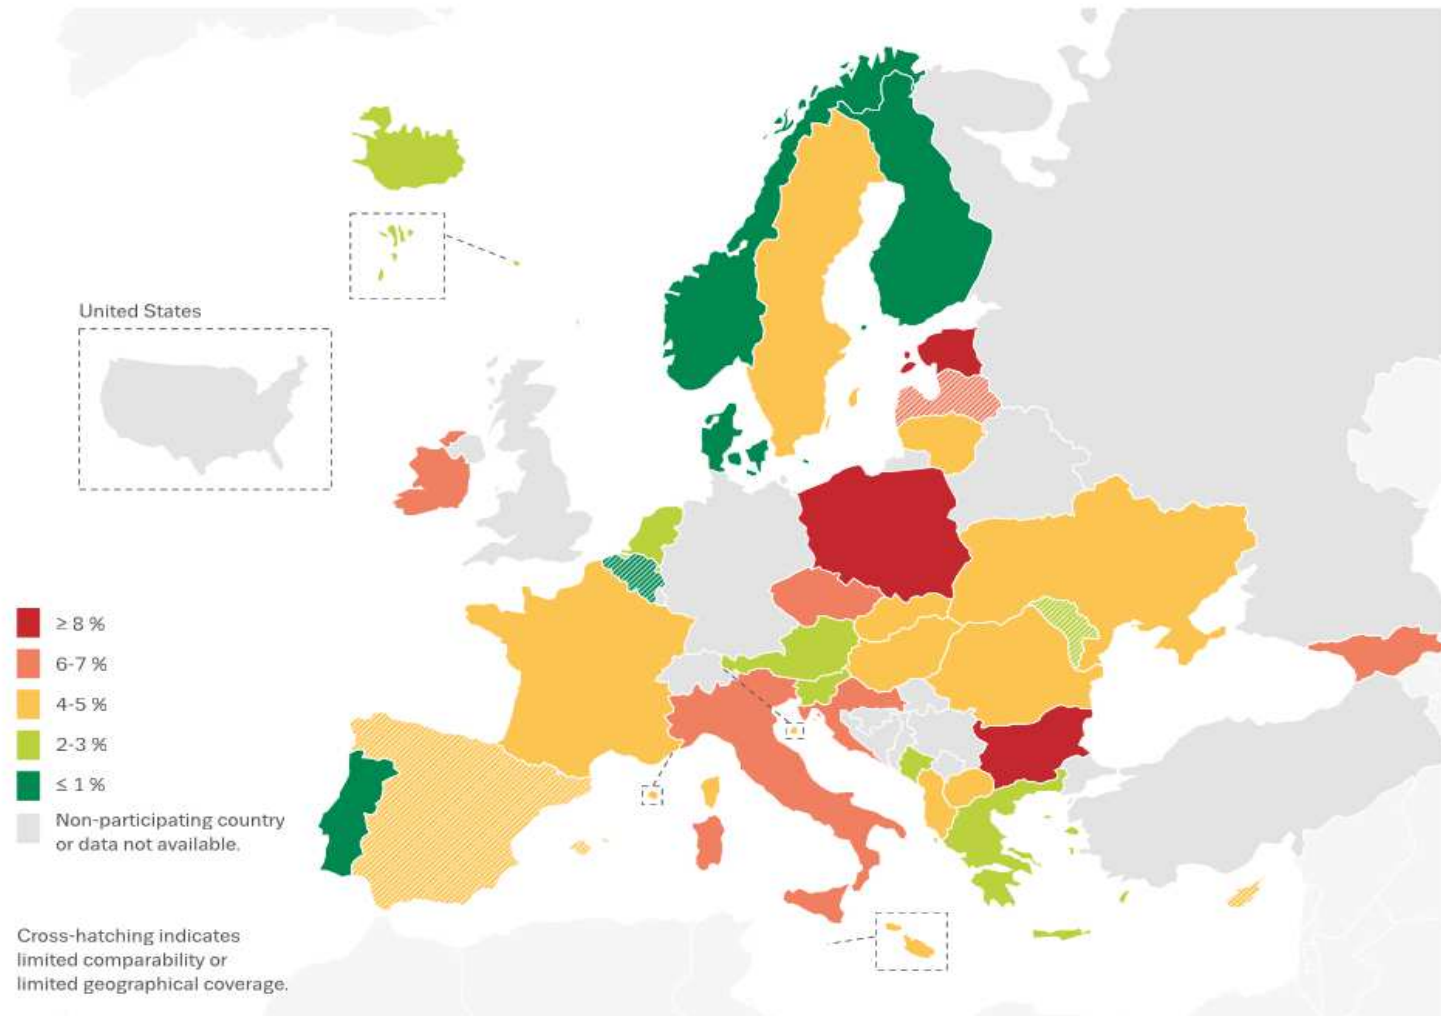 United States
≥ 8 %
6-7 %
4-5 %
2-3 %
≤ 1 %
Non-participating country
or data not available.
Cross-hatching indicates
limited comparability or
limited geographical coverage.